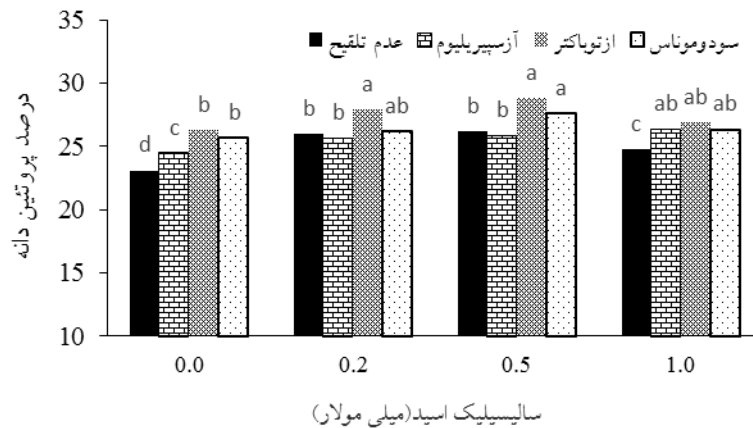 عدم تلقیح آزسپیریلیوم ازتوباکتر سودوموناس
درصد پروتئین دانه
35
30
25
20
15
10
d c b b
b b a ab
b b a a
c ab ab ab
0.0 0.2 0.5 1.0
سالیسیلیک اسید(میلی مولار)